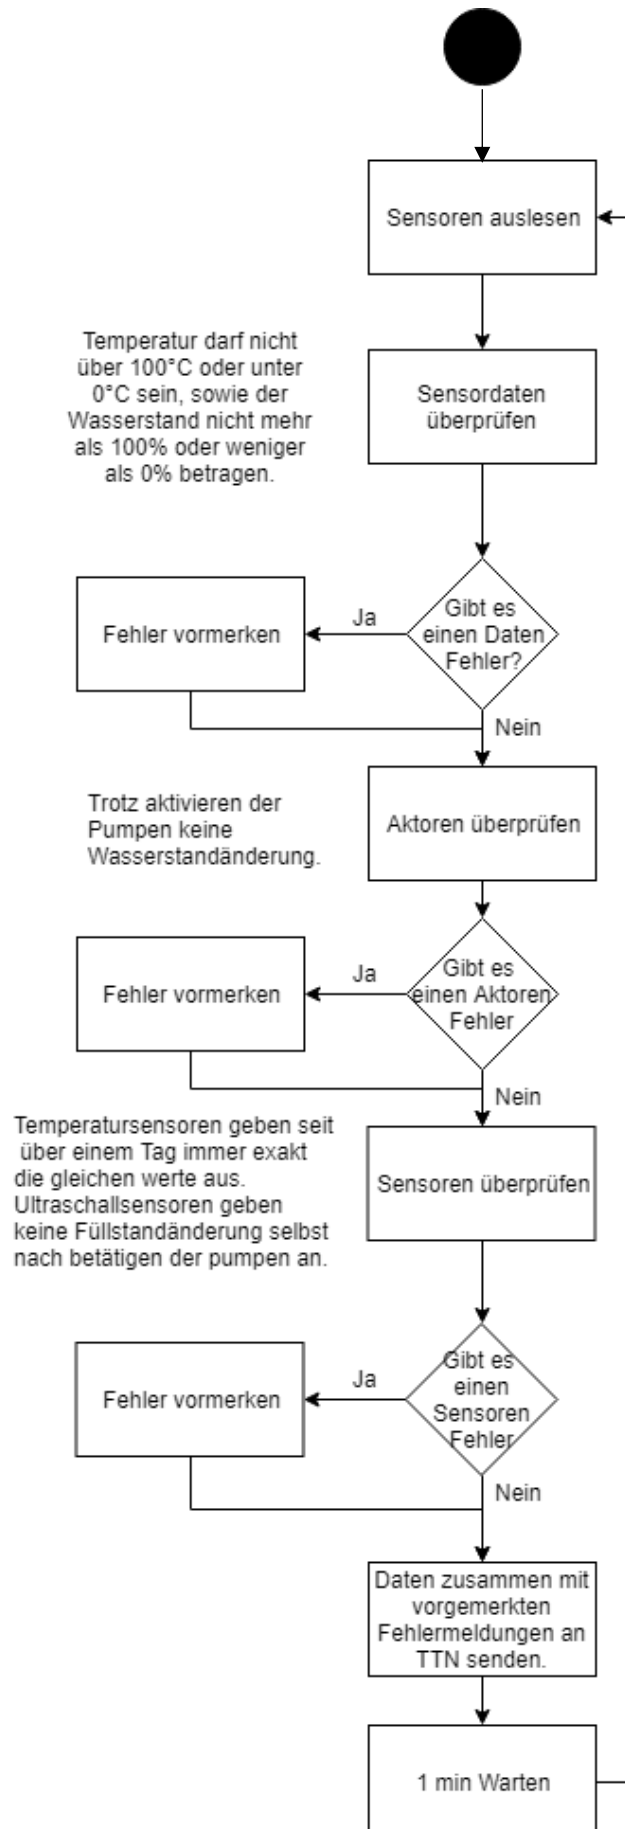 Sensoren auslesen
Temperatur darf nicht
über 100°C oder unter
0°C sein, sowie der
Wasserstand nicht mehr
als 100% oder weniger
als 0% betragen.
Sensordaten
überprüfen
Gibt es
einen Daten
Fehler?
Ja
Fehler vormerken
Nein
Trotz aktivieren der
Pumpen keine
Wasserstandänderung.
Aktoren überprüfen
Gibt es
einen Aktoren
Fehler
Ja
Fehler vormerken
Nein
Temperatursensoren geben seit
über einem Tag immer exakt
die gleichen werte aus.
Ultraschallsensoren geben
keine Füllstandänderung selbst
nach betätigen der pumpen an.
Sensoren überprüfen
Gibt es
einen
Sensoren
Fehler
Ja
Fehler vormerken
Nein
Daten zusammen mit
vorgemerkten
Fehlermeldungen an
TTN senden.
1 min Warten